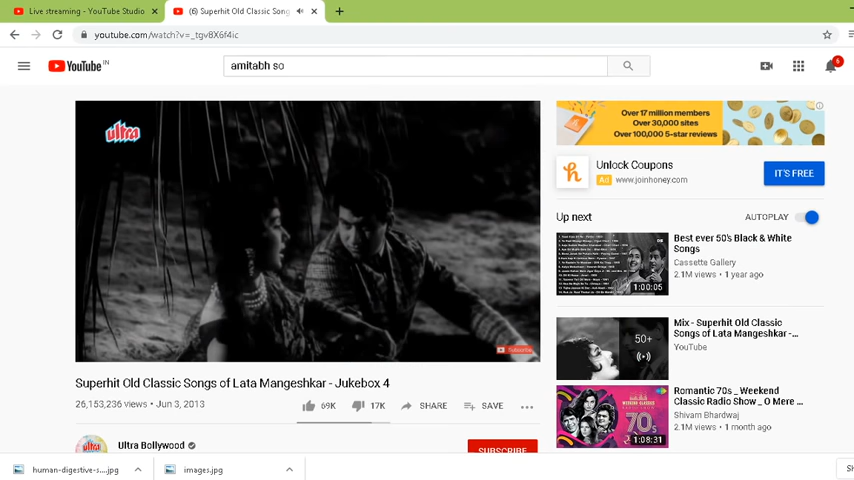 Live streaming - YouTube Studio
(6) Superhit Old Classic Song
youtube.com/watch?v=_tgv8X6f4ic
YouTube IN
amitabh so
6
ultra
Subscribe
Over 17 million members
Over 30,000 sites
Over 100,000 5-star reviews
Unlock Coupons
Ad www.joinhoney.com
IT'S FREE
Up next
AUTOPLAY
Best ever 50's Black & White
Songs
Cassette Gallery
2.1M views • 1 year ago
1:00:05
Mix - Superhit Old Classic
Songs of Lata Mangeshkar -...
YouTube
50+
Romantic 70s _ Weekend
Classic Radio Show _ O Mere ...
Shivam Bhardwaj
2.1M views • 1 month ago
70s
1:08:31
Superhit Old Classic Songs of Lata Mangeshkar - Jukebox 4
26,153,236 views • Jun 3, 2013
69K
17K
SHARE
SAVE
Ultra Bollywood
SUBSCRIBE
human-digestive-s....jpg
images.jpg